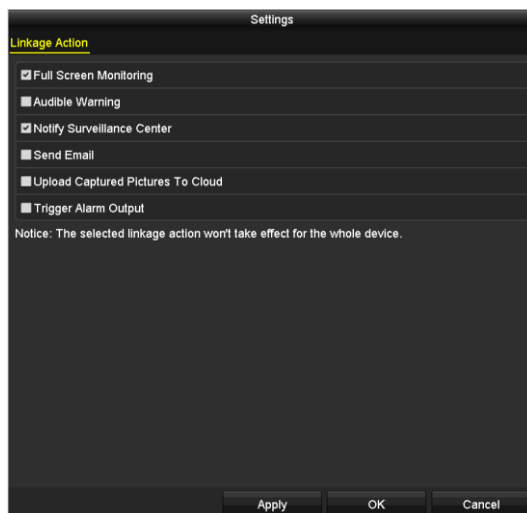 Settings
Linkage Action
Full Screen Monitoring
Audible Warning
Notify Surveillance Center
Send Email
Upload Captured Pictures To Cloud
Trigger Alarm Output
Notice: The selected linkage action won't take effect for the whole device.
Apply OK Cancel